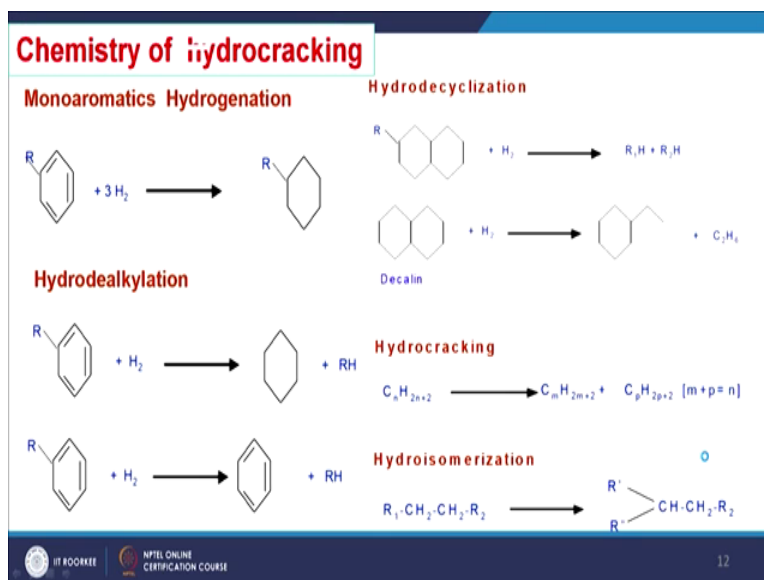 Chemistry of hydrocracking
Monoaromatics Hydrogenation
R
+ 3 H2
R
Hydrodealkylation
R
+ H2
+ RH
R
+ H2
+ RH
Hydrodecyclization
R
+ H2
R1H + R2H
+ H2
+ C2H6
Decalin
Hydrocracking
CnH2n+2
CmH2m+2 + CpH2p+2 [m+p= n]
Hydroisomerization
R1-CH2-CH2-R2
R'
CH-CH2-R2
R"
IIT ROORKEE
NPTEL ONLINE
CERTIFICATION COURSE
12